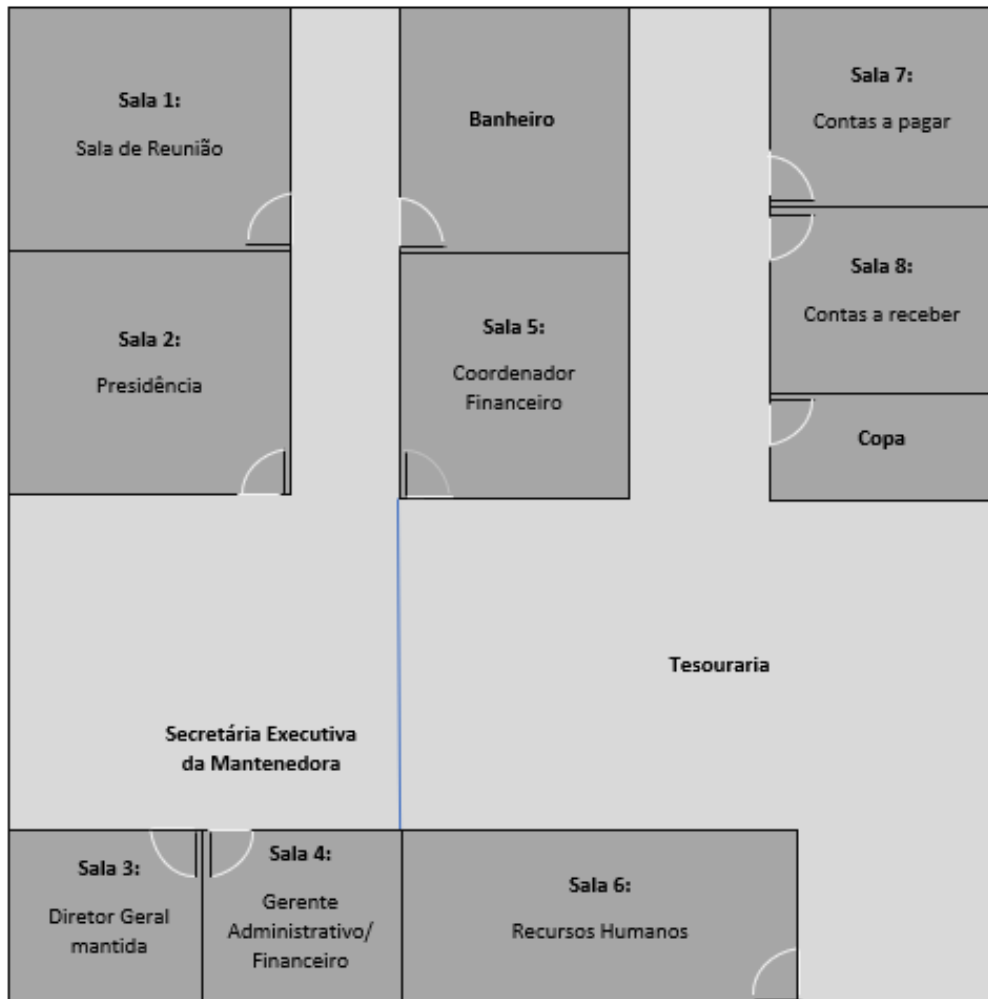 Sala 1:
Sala de Reunião
Banheiro
Sala 7:
Contas a pagar
Sala 2:
Presidência
Sala 5:
Coordenador
Financeiro
Sala 8:
Contas a receber
Copa
Secretária Executiva
da Mantenedora
Tesouraria
Sala 3:
Diretor Geral
mantida
Sala 4:
Gerente
Administrativo/
Financeiro
Sala 6:
Recursos Humanos